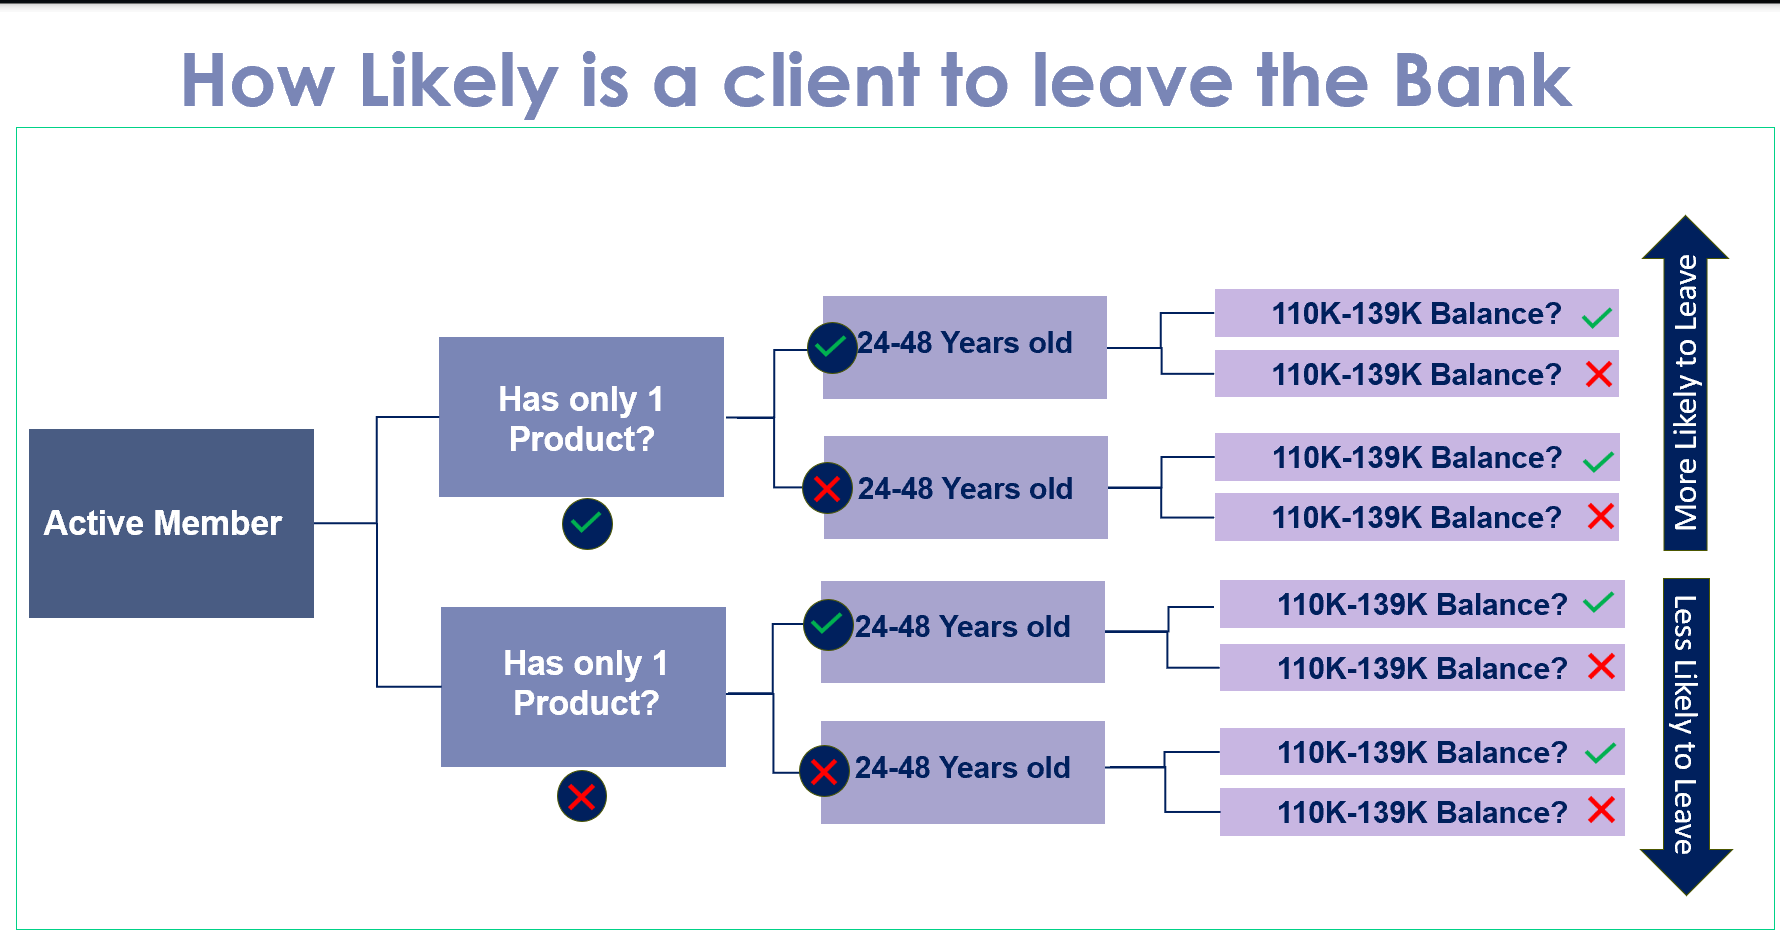 How Likely is a client to leave the Bank
Active Member
Has only 1
Product?
Has only 1
Product?
24-48 Years old
24-48 Years old
24-48 Years old
24-48 Years old
110K-139K Balance?
110K-139K Balance?
110K-139K Balance?
110K-139K Balance?
110K-139K Balance?
110K-139K Balance?
110K-139K Balance?
110K-139K Balance?
More Likely to Leave
Less Likely to Leave